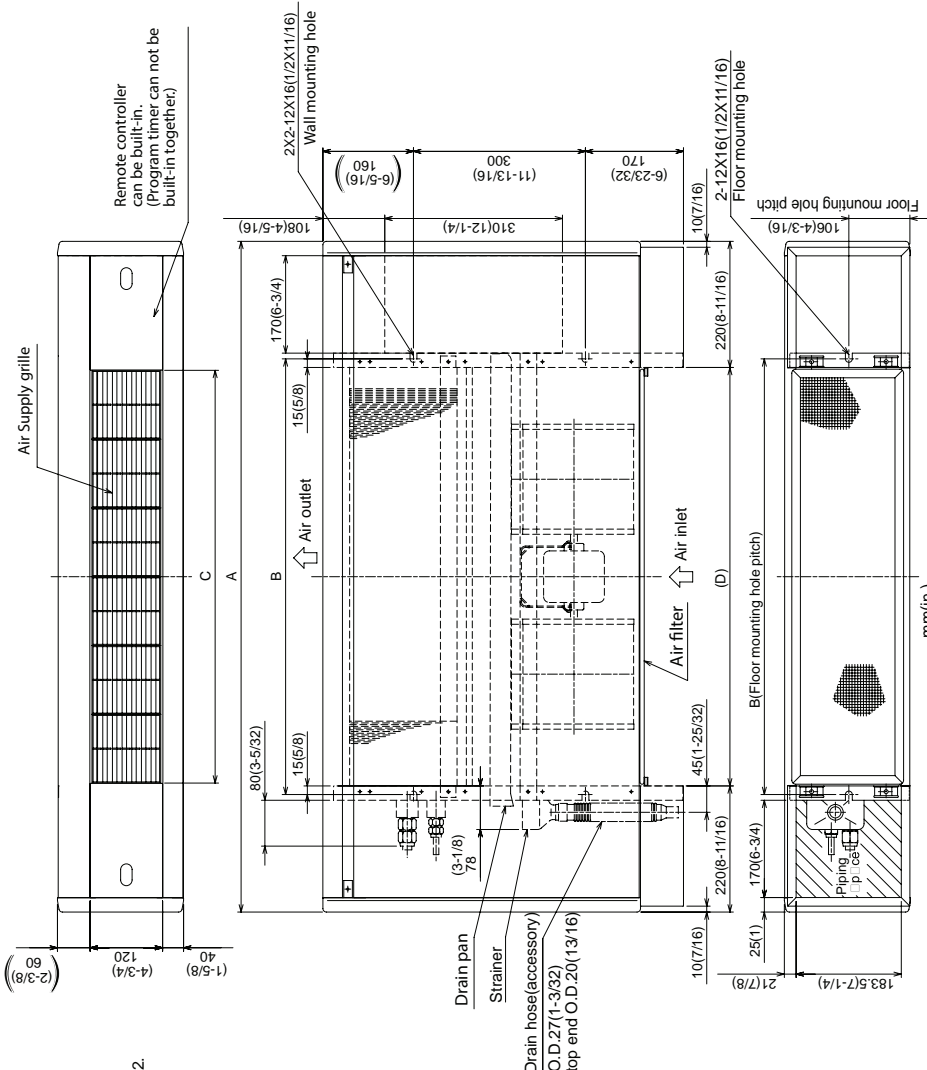 Remote controller
can be built-in.
(Program timer can not be
built-in together.)
Air Supply grille
60
(2-3/8)
120
(4-3/4)
40
(1-5/8)
C
A
B
2X2-12X16(1/2X11/16)
Wall mounting hole
160
(6-5/16)
300
(11-13/16)
170
(6-23/32)
108(4-5/16)
310(12-1/4)
170(6-3/4)
15(5/8)
Air outlet
80(3-5/32)
15(5/8)
(3-1/8)
78
Drain pan
Strainer
Drain hose(accessory)
O.D.27(1-3/32)
top end O.D.20(13/16)
Air inlet
Air filter
(D)
45(1-25/32)
220(8-11/16)
10(7/16)
220(8-11/16)
10(7/16)
2-12X16(1/2X11/16)
Floor mounting hole
106(4-3/16)
Floor mounting hole pitch
B(Floor mounting hole pitch)
170(6-3/4)
25(1)
21(7/8)
183.5(7-1/4)
Piping
mm(in.)
2.